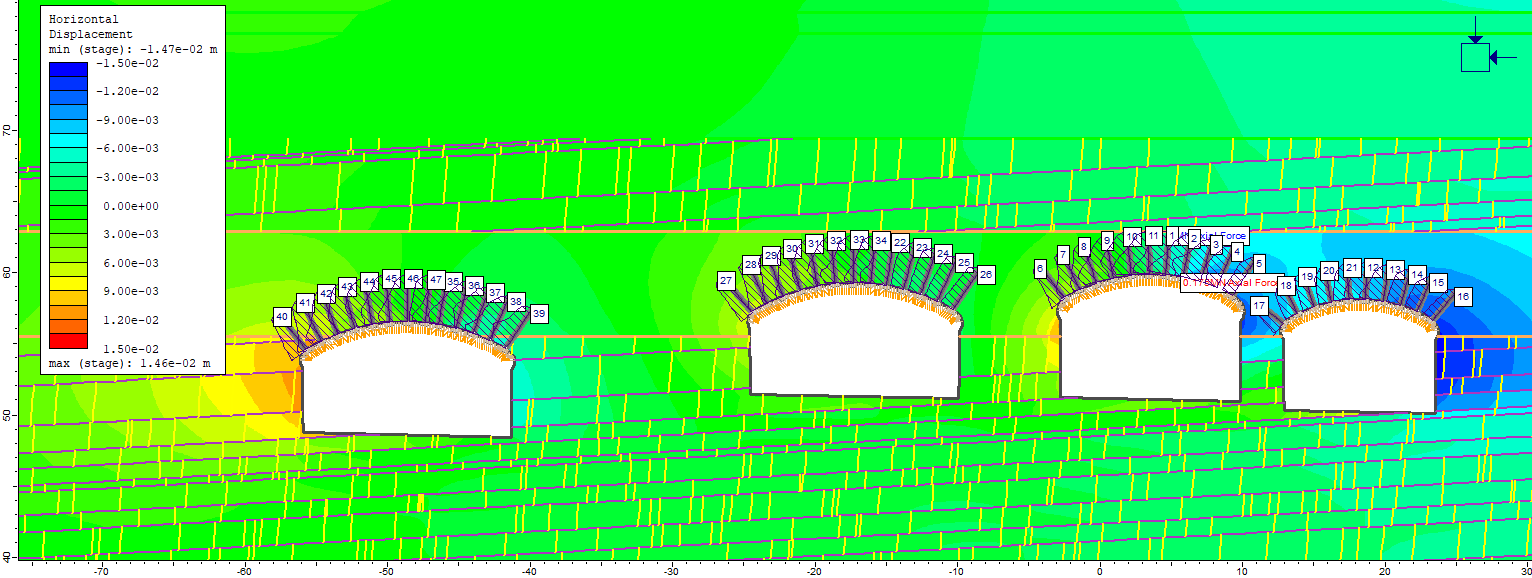 Horizontal
Displacement
min (stage): -1.47e-02 m
-1.50e-02
-1.20e-02
-9.00e-03
-6.00e-03
-3.00e-03
0.00e+00
3.00e-03
6.00e-03
9.00e-03
1.20e-02
1.50e-02
max (stage): 1.46e-02 m
70
60
50
40
40 41 42 43 44 45 46 47 35 36 37 38 39
27 28 29 30 31 32 33 34 22 23 24 25 26
6 7 8 9 10 11 1 2 3 4 5
Axial Force
Axial Force
17 18 19 20 21 12 13 14 15 16
-70 -60 -50 -40 -30 -20 -10 0 10 20 30